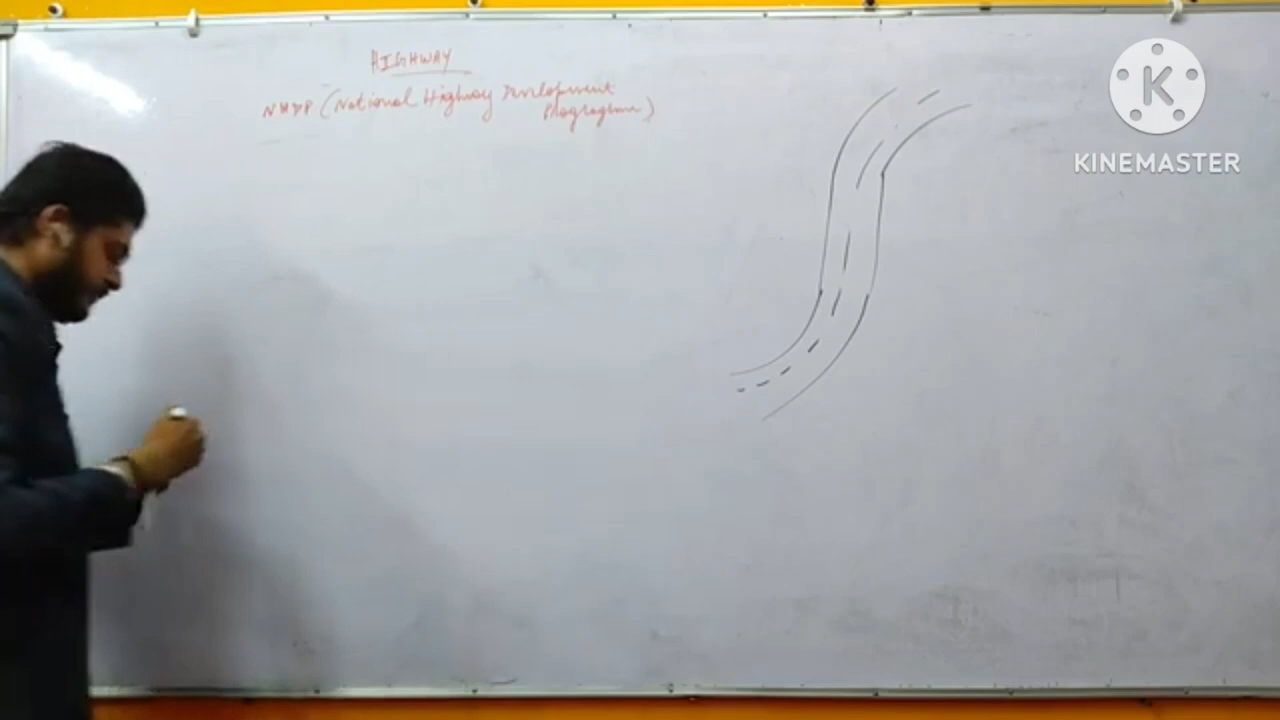 HIGHWAY
NHDP (National Highway Development
Programme)
K
KINEMASTER